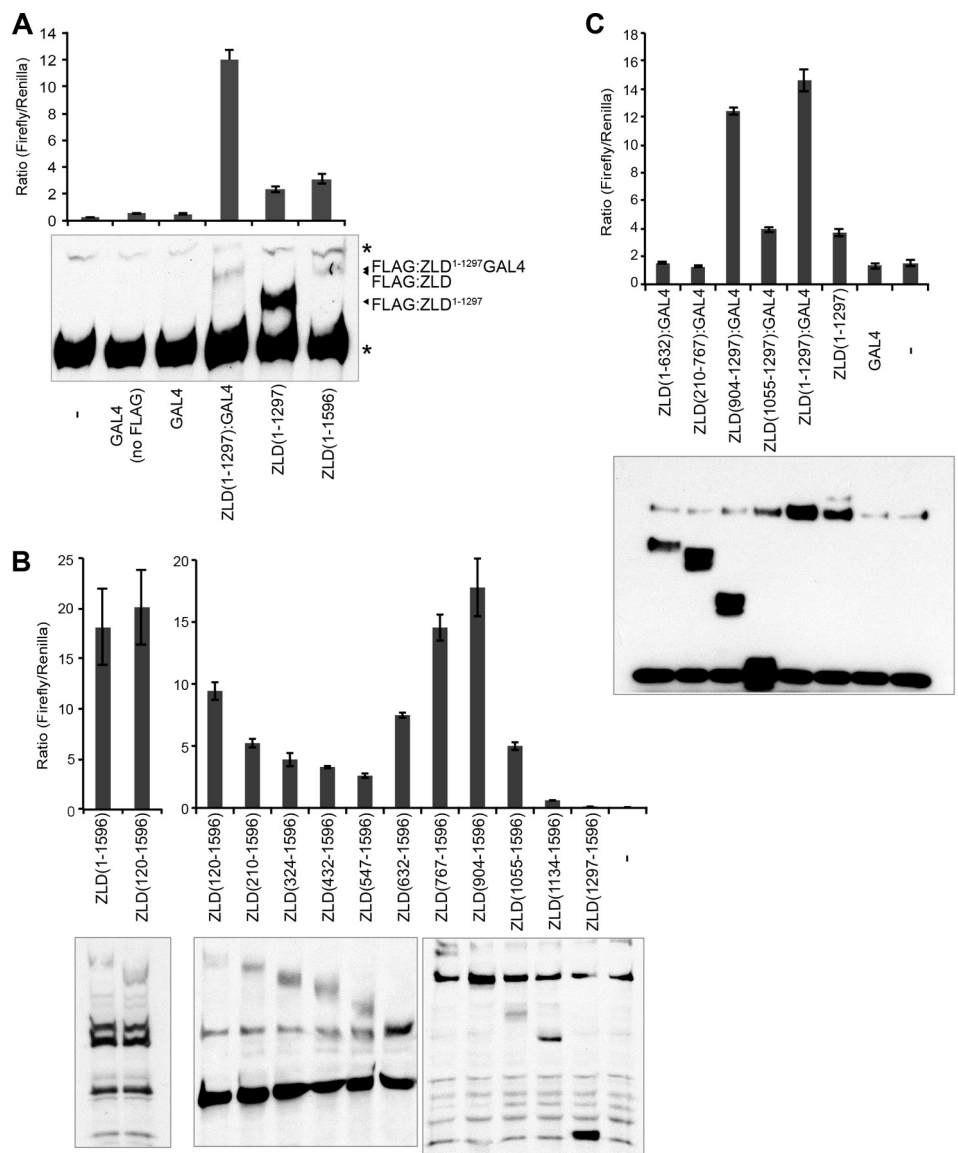 A
14
12
10
8
6
4
2
0
Ratio (Firefly/Renilla)
*
FLAG:ZLD1-1297GAL4
FLAG:ZLD
FLAG:ZLD1-1297
*
-
GAL4
(no FLAG)
GAL4
ZLD(1-1297):GAL4
ZLD(1-1297)
ZLD(1-1596)
C
18
16
14
12
10
8
6
4
2
0
Ratio (Firefly/Renilla)
ZLD(1-632):GAL4
ZLD(210-767):GAL4
ZLD(904-1297):GAL4
ZLD(1055-1297):GAL4
ZLD(1-1297):GAL4
ZLD(1-1297)
GAL4
-
B
25
20
15
10
5
0
Ratio (Firefly/Renilla)
ZLD(1-1596)
ZLD(120-1596)
20
15
10
5
0
ZLD(120-1596)
ZLD(210-1596)
ZLD(324-1596)
ZLD(432-1596)
ZLD(547-1596)
ZLD(632-1596)
ZLD(767-1596)
ZLD(904-1596)
ZLD(1055-1596)
ZLD(1134-1596)
ZLD(1297-1596)
-